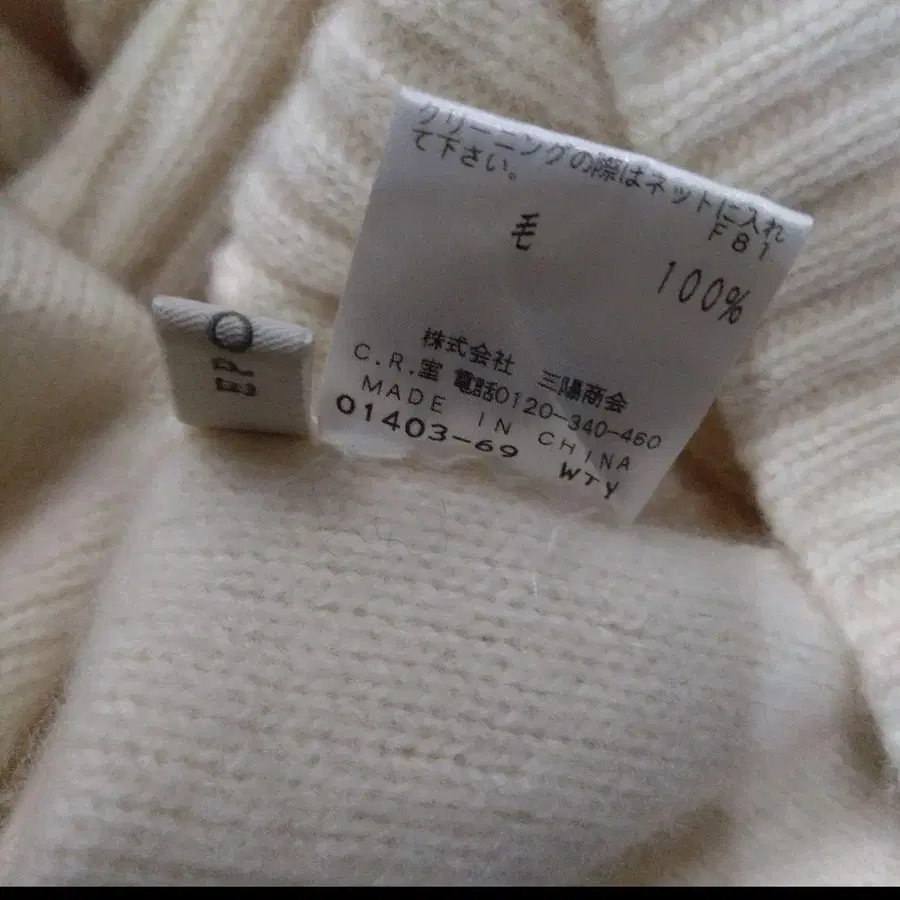 クリーニングの際はネットに入れ
て下さい。
FB1
毛
100%
株式会社 三陽商会
C.R.室 電話0120-340-460
MADE IN CHINA
01403-69 WTY
EPO